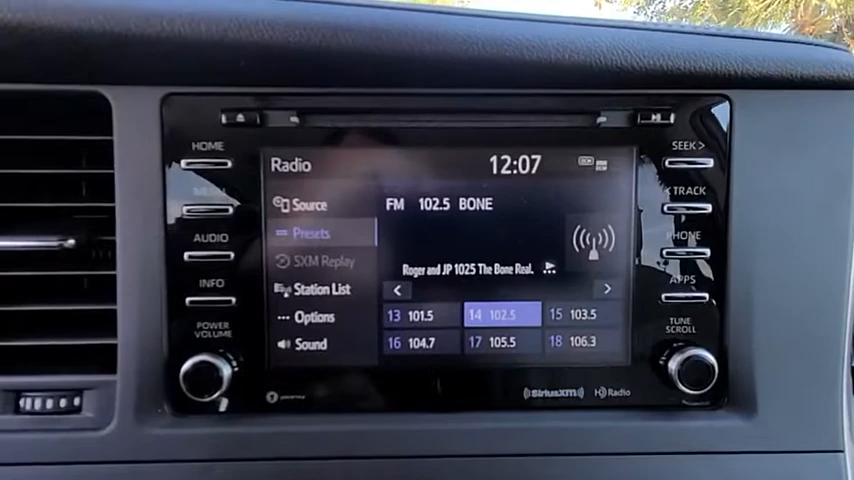 HOME
MENU
AUDIO
INFO
POWER
VOLUME
Radio
12:07
DCM
DCM
Source
Presets
SXM Replay
Station List
Options
Sound
FM 102.5 BONE
Roger and JP 1025 The Bone Real.
< >
13 101.5 14 102.5 15 103.5
16 104.7 17 105.5 18 106.3
SiriusXM HD Radio
SEEK >
< TRACK
PHONE
APPS
TUNE
SCROLL